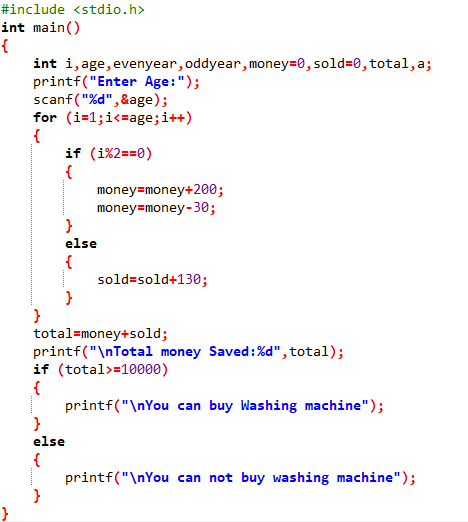 #include <stdio.h>
int main()
{
    int i,age,evenyear,oddyear,money=0,sold=0,total,a;
    printf("Enter Age:");
    scanf("%d",&age);
    for (i=1;i<=age;i++)
    {
        if (i%2==0)
        {
            money=money+200;
            money=money-30;
        }
        else
        {
            sold=sold+130;
        }
    }
    total=money+sold;
    printf("\nTotal money Saved:%d",total);
    if (total>=10000)
    {
        printf("\nYou can buy Washing machine");
    }
    else
    {
        printf("\nYou can not buy washing machine");
    }
}